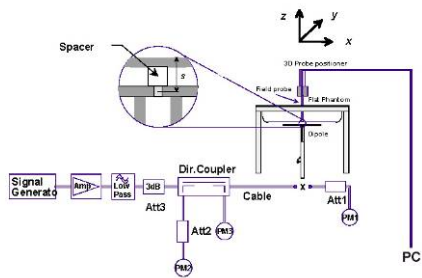 z
y
x
Spacer
s
3D Probe positioner
Field probe
Flat Phantom
Dipole
Signal Generato
Amp
Low Pass
3dB
Att3
Dir.Coupler
Cable
x
Att1
PM1
Att2
PM3
PM2
PC